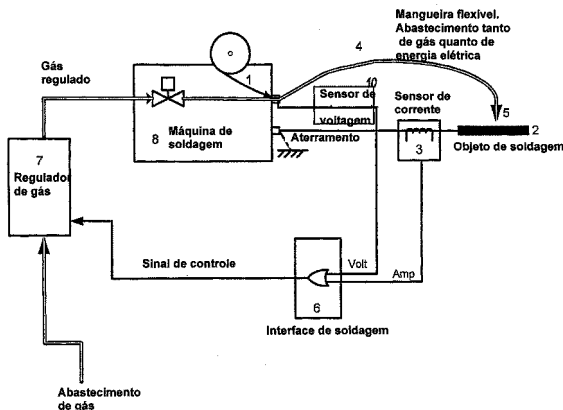 Mangueira flexível.
Abastecimento tanto
de gás quanto de
energia elétrica
4
Gás
regulado
1
10
Sensor de
voltagem
Sensor de
corrente
5
2
8
Máquina de
soldagem
Aterramento
3
Objeto de soldagem
7
Regulador
de gás
Sinal de controle
Volt
Amp
6
Interface de soldagem
Abastecimento
de gás